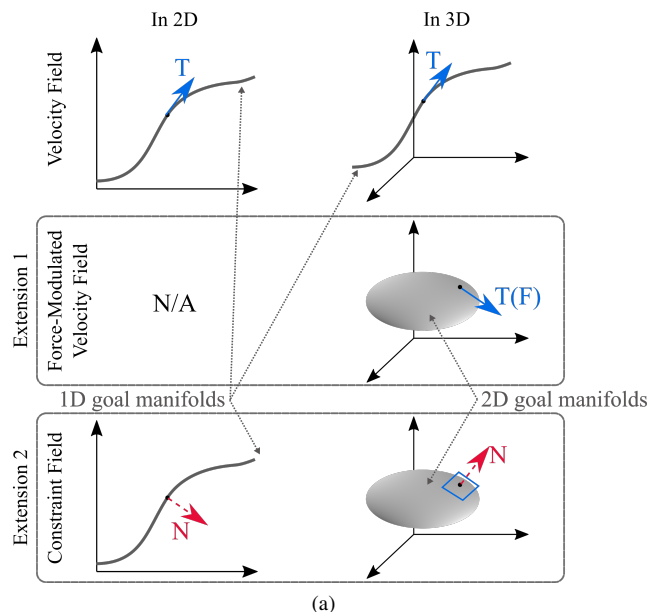 In 2D
In 3D
Velocity Field
T
T
Extension 1
Force-Modulated
Velocity Field
N/A
T(F)
1D goal manifolds
2D goal manifolds
Extension 2
Constraint Field
N
N
(a)